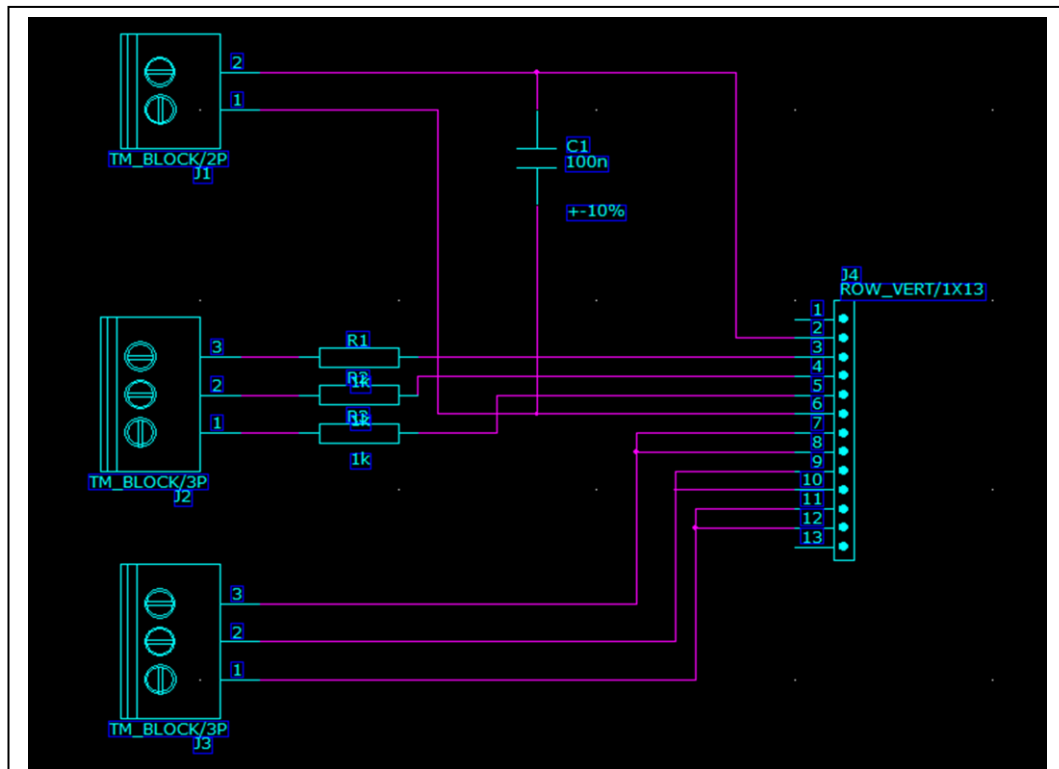 2
1
TM_BLOCK/2P
J1
C1
100n
+-10%
J4
ROW_VERT/1X13
1
2
3
4
5
6
7
8
9
10
11
12
13
3
2
1
R1
R2
1k
R3
1k
1k
TM_BLOCK/3P
J2
3
2
1
TM_BLOCK/3P
J3